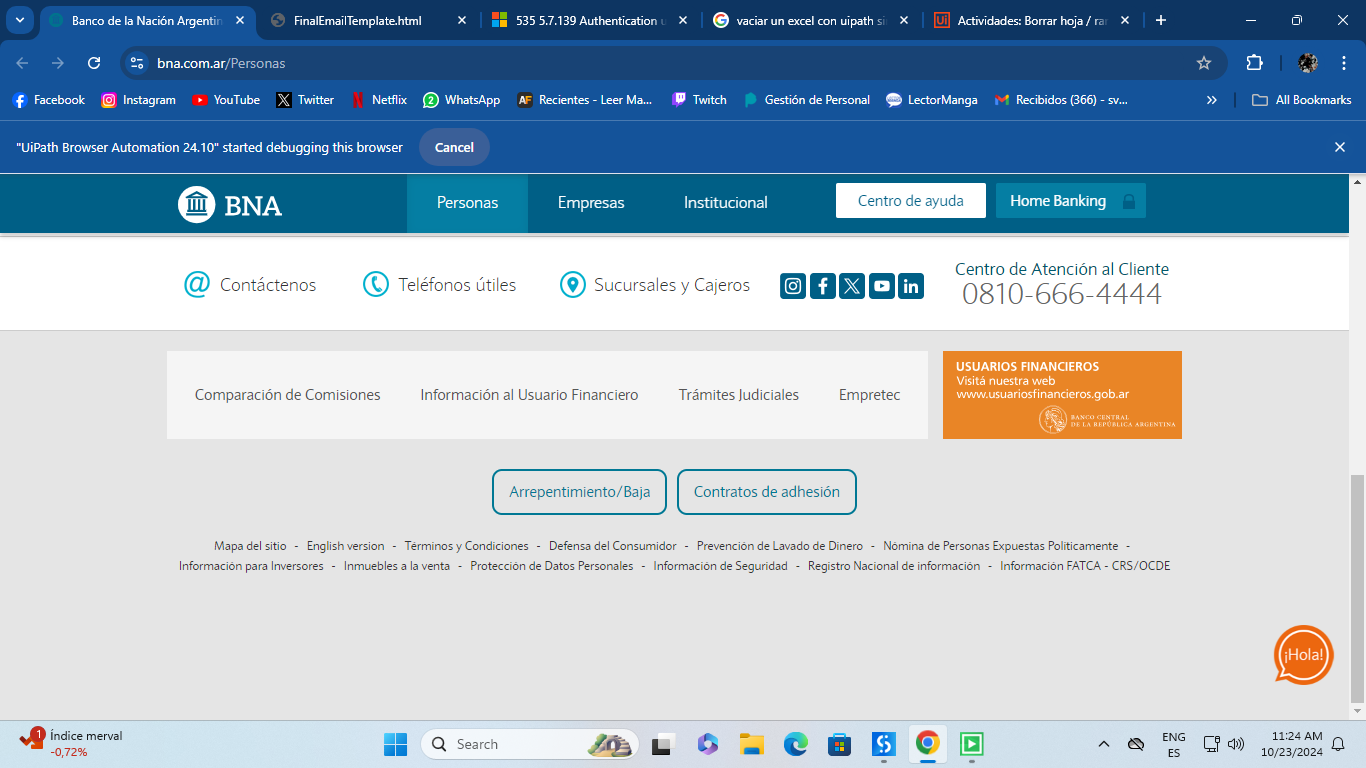 Banco de la Nación Argentin
FinalEmailTemplate.html
535 5.7.139 Authentication u
vaciar un excel con uipath si
Actividades: Borrar hoja / ran
bna.com.ar/Personas
Facebook
Instagram
YouTube
Twitter
Netflix
WhatsApp
Recientes - Leer Ma...
Twitch
Gestión de Personal
LectorManga
Recibidos (366) - sv...
»
All Bookmarks
"UiPath Browser Automation 24.10" started debugging this browser
Cancel
BNA
Personas
Empresas
Institucional
Centro de ayuda
Home Banking
Contáctenos
Teléfonos útiles
Sucursales y Cajeros
Centro de Atención al Cliente
0810-666-4444
Comparación de Comisiones
Información al Usuario Financiero
Trámites Judiciales
Empretec
USUARIOS FINANCIEROS
Visitá nuestra web
www.usuariosfinancieros.gob.ar
BANCO CENTRAL
DE LA REPÚBLICA ARGENTINA
Arrepentimiento/Baja
Contratos de adhesión
Mapa del sitio - English version - Términos y Condiciones - Defensa del Consumidor - Prevención de Lavado de Dinero - Nómina de Personas Expuestas Políticamente -
Información para Inversores - Inmuebles a la venta - Protección de Datos Personales - Información de Seguridad - Registro Nacional de información - Información FATCA - CRS/OCDE
¡Hola!
1
Índice merval
-0,72%
Search
ENG
ES
11:24 AM
10/23/2024